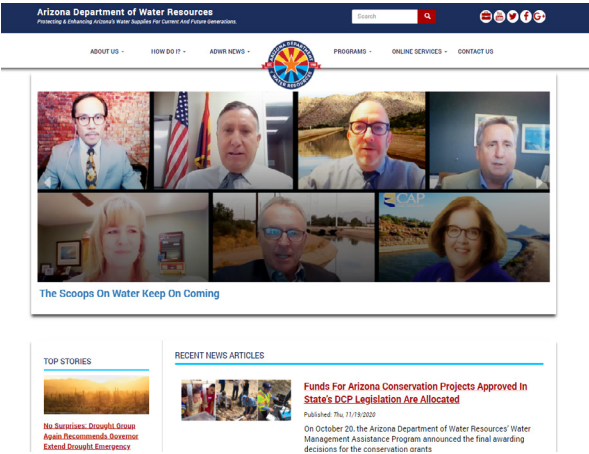 Arizona Department of Water Resources
Protecting & Enhancing Arizona's Water Supplies For Current And Future Generations.
Search
ABOUT US
HOW DO I?
ADWR NEWS
ARIZONA DEPARTMENT
WATER RESOURCES
PROGRAMS
ONLINE SERVICES
CONTACT US
CAP
The Scoops On Water Keep On Coming
TOP STORIES
No Surprises: Drought Group
Again Recommends Governor
Extend Drought Emergency
RECENT NEWS ARTICLES
Funds For Arizona Conservation Projects Approved In
State's DCP Legislation Are Allocated
Published: Thu, 11/19/2020
On October 20, the Arizona Department of Water Resources' Water
Management Assistance Program announced the final awarding
decisions for the conservation grants